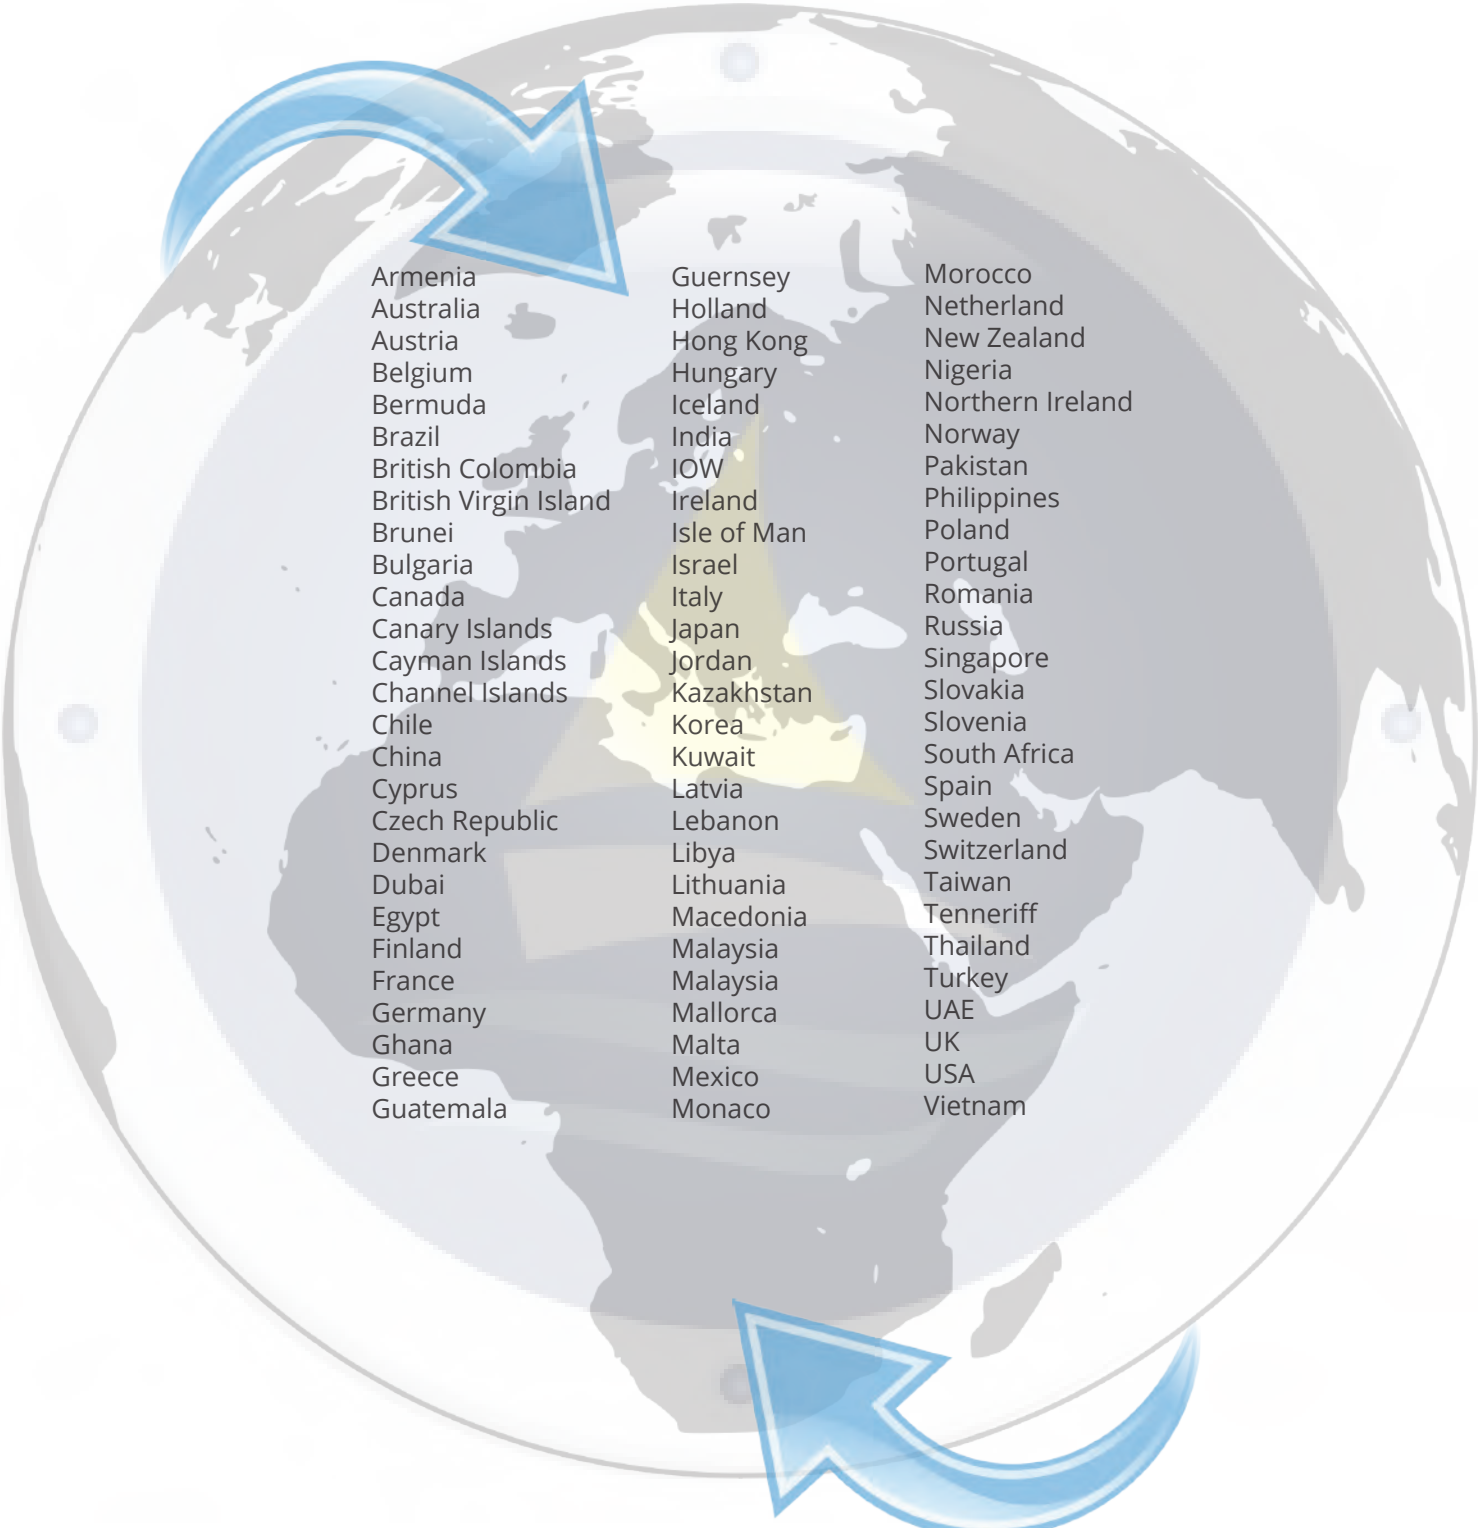 Armenia
Australia
Austria
Belgium
Bermuda
Brazil
British Colombia
British Virgin Island
Brunei
Bulgaria
Canada
Canary Islands
Cayman Islands
Channel Islands
Chile
China
Cyprus
Czech Republic
Denmark
Dubai
Egypt
Finland
France
Germany
Ghana
Greece
Guatemala
Guernsey
Holland
Hong Kong
Hungary
Iceland
India
IOW
Ireland
Isle of Man
Israel
Italy
Japan
Jordan
Kazakhstan
Korea
Kuwait
Latvia
Lebanon
Libya
Lithuania
Macedonia
Malaysia
Malaysia
Mallorca
Malta
Mexico
Monaco
Morocco
Netherland
New Zealand
Nigeria
Northern Ireland
Norway
Pakistan
Philippines
Poland
Portugal
Romania
Russia
Singapore
Slovakia
Slovenia
South Africa
Spain
Sweden
Switzerland
Taiwan
Tenneriff
Thailand
Turkey
UAE
UK
USA
Vietnam